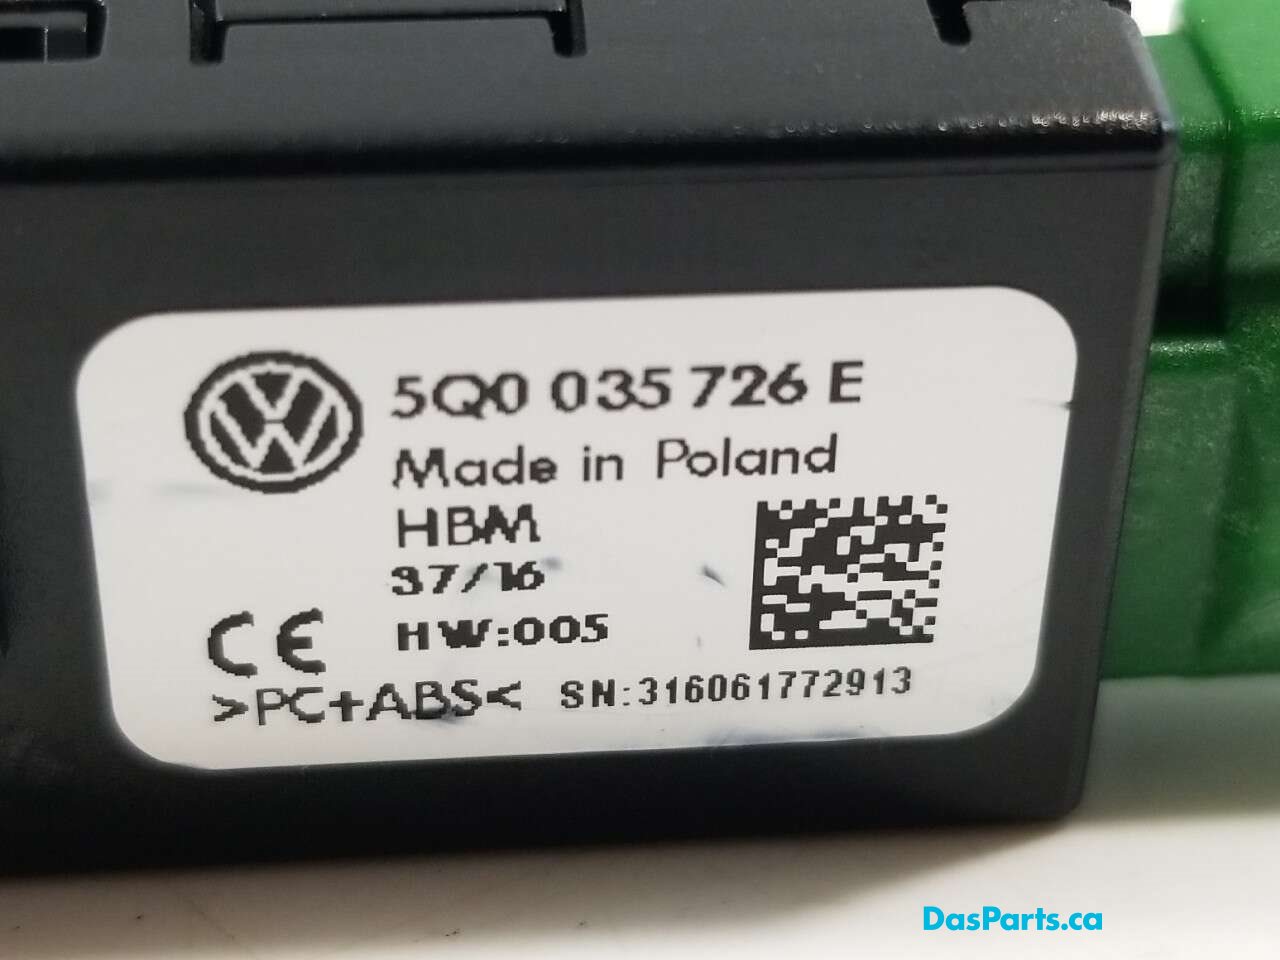 5Q0 035 726 E
Made in Poland
HBM
37/16
CE HW:005
>PC+ABS< SN:316061772913
DasParts.ca